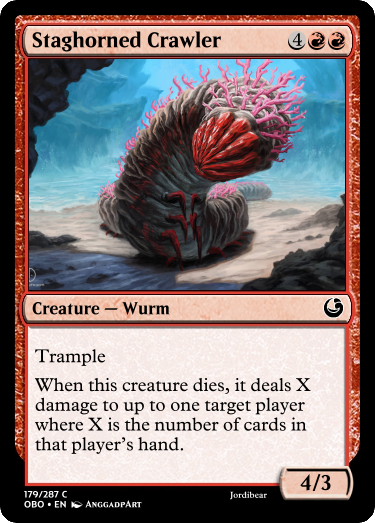 Staghorned Crawler 4
Creature — Wurm
Trample
When this creature dies, it deals X
damage to up to one target player
where X is the number of cards in
that player's hand.
4/3
179/287 C
OBO • EN AnggadpArt
Jordibear